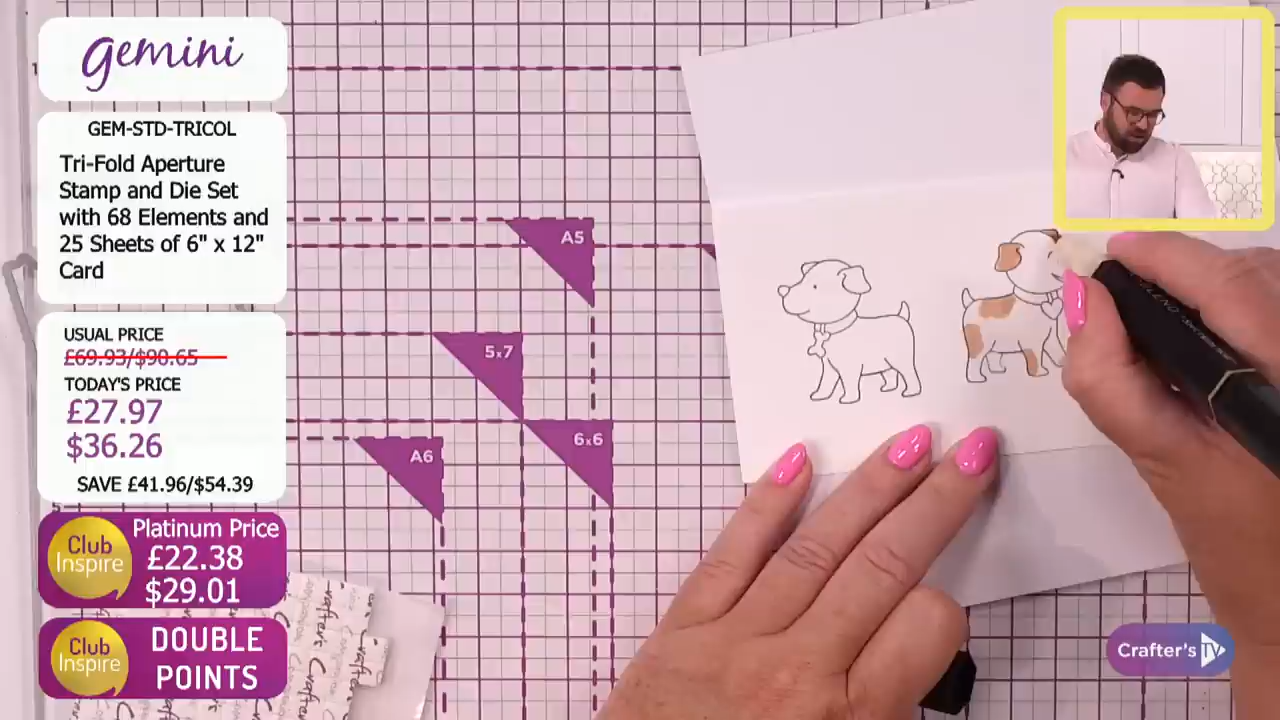 gemini
GEM-STD-TRICOL
Tri-Fold Aperture
Stamp and Die Set
with 68 Elements and
25 Sheets of 6" x 12"
Card
USUAL PRICE
£69.93/$90.65
TODAY'S PRICE
£27.97
$36.26
SAVE £41.96/$54.39
Club
Inspire
Platinum Price
£22.38
$29.01
Club
Inspire
DOUBLE
POINTS
A5
5x7
6x6
A6
Crafter's TV